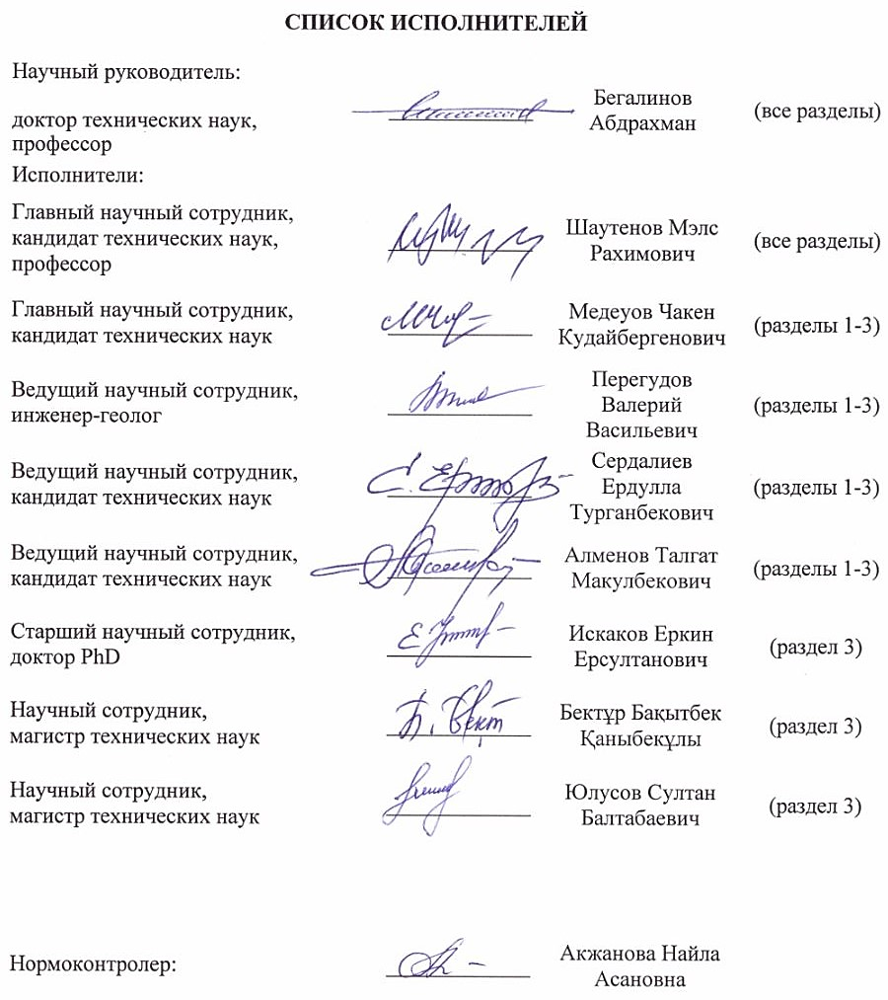 СПИСОК ИСПОЛНИТЕЛЕЙ
Научный руководитель:
доктор технических наук,
профессор
Бегалинов
Абдрахман
(все разделы)
Исполнители:
Главный научный сотрудник,
кандидат технических наук,
профессор
Шаутенов Мэлс
Рахимович
(все разделы)
Главный научный сотрудник,
кандидат технических наук
Медеуов Чакен
Кудайбергенович
(разделы 1-3)
Ведущий научный сотрудник,
инженер-геолог
Перегудов
Валерий
Васильевич
(разделы 1-3)
Ведущий научный сотрудник,
кандидат технических наук
Сердалиев
Ердулла
Турганбекович
(разделы 1-3)
Ведущий научный сотрудник,
кандидат технических наук
Алменов Талгат
Макулбекович
(разделы 1-3)
Старший научный сотрудник,
доктор PhD
Искаков Еркин
Ерсултанович
(раздел 3)
Научный сотрудник,
магистр технических наук
Бектұр Бақытбек
Қаныбекұлы
(раздел 3)
Научный сотрудник,
магистр технических наук
Юлусов Султан
Балтабаевич
(раздел 3)
Нормоконтролер:
Акжанова Найла
Асановна